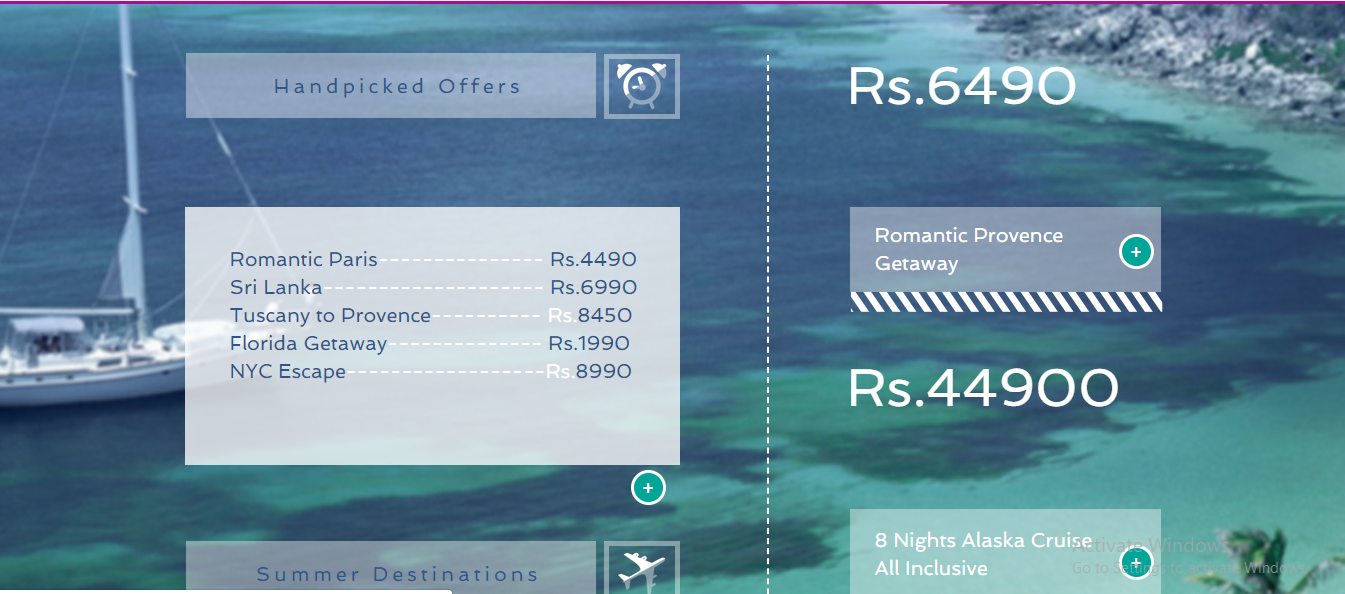 Handpicked Offers
Romantic Paris----------------- Rs.4490
Sri Lanka----------------------- Rs.6990
Tuscany to Provence----------- Rs.8450
Florida Getaway---------------- Rs.1990
NYC Escape--------------------Rs.8990
+
Summer Destinations
Rs.6490
Romantic Provence
Getaway
+
Rs.44900
8 Nights Alaska Cruise
All Inclusive
+
Activate Windows
Go to Settings to activate Windows.